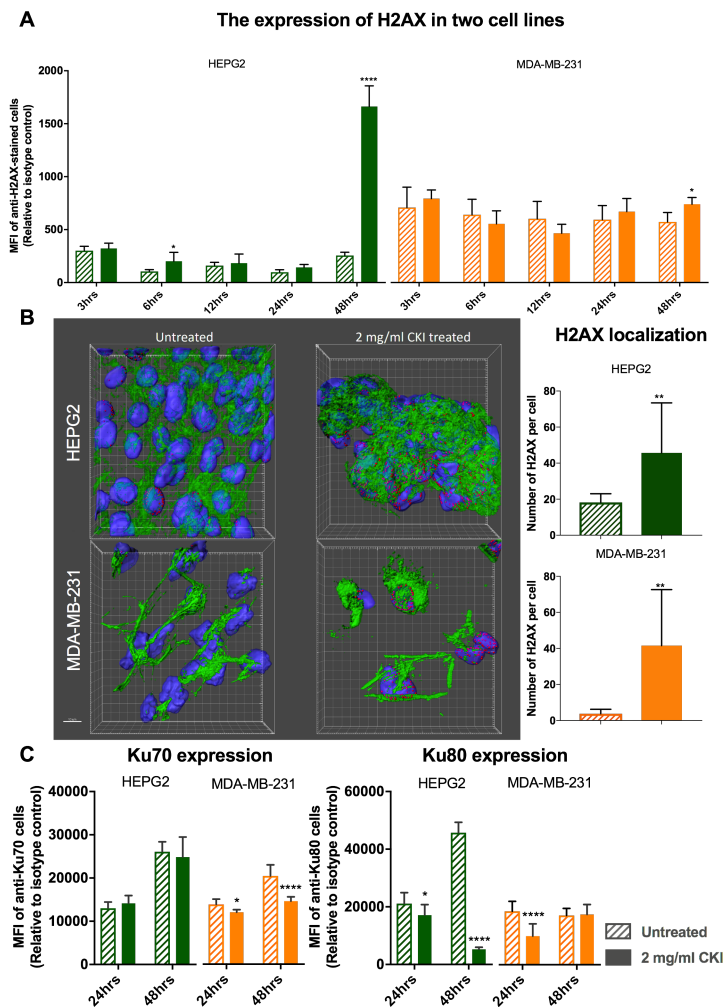 A
The expression of H2AX in two cell lines
HEPG2
MDA-MB-231
MFI of anti-H2AX-stained cells
(Relative to isotype control)
2000
1500
1000
500
0
*
****
*
3hrs
6hrs
12hrs
24hrs
48hrs
3hrs
6hrs
12hrs
24hrs
48hrs
B
Untreated
2 mg/ml CKI treated
HEPG2
MDA-MB-231
H2AX localization
HEPG2
Number of H2AX per cell
80
60
40
20
0
**
MDA-MB-231
Number of H2AX per cell
80
60
40
20
0
**
C
Ku70 expression
HEPG2
MDA-MB-231
MFI of anti-Ku70 cells
(Relative to isotype control)
40000
30000
20000
10000
0
*
****
24hrs
48hrs
24hrs
48hrs
Ku80 expression
HEPG2
MDA-MB-231
MFI of anti-Ku80 cells
(Relative to isotype control)
60000
40000
20000
0
*
****
****
24hrs
48hrs
24hrs
48hrs
Untreated
2 mg/ml CKI